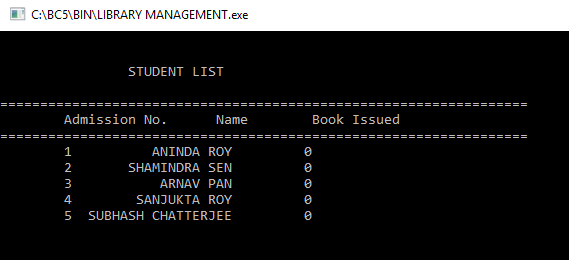 C:\BC5\BIN\LIBRARY MANAGEMENT.exe
STUDENT LIST
==================================================================
Admission No. Name Book Issued
==================================================================
1 ANINDA ROY 0
2 SHAMINDRA SEN 0
3 ARNAV PAN 0
4 SANJUKTA ROY 0
5 SUBHASH CHATTERJEE 0